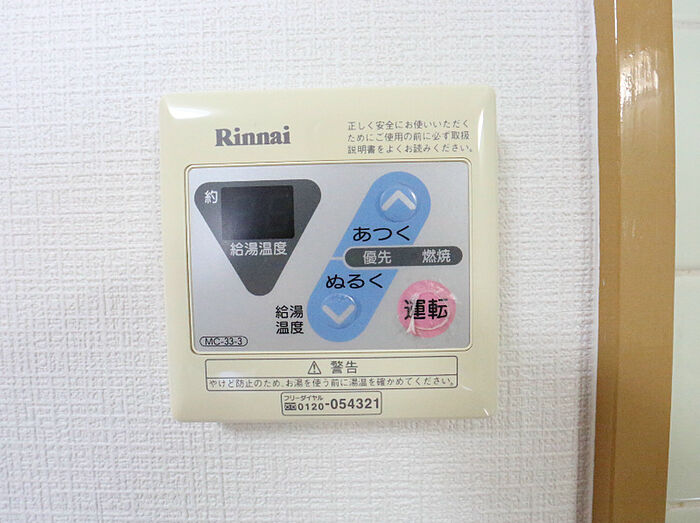 Rinnai
正しく安全にお使いいただく
ためにご使用の前に必ず取扱
説明書をよくお読みください。
約
給湯温度
あつく
優先 燃焼
ぬるく
給湯
温度
運転
MC-33-3
⚠ 警告
やけど防止のため、お湯を使う前に湯温を確かめてください。
フリーダイヤル
0120-054321